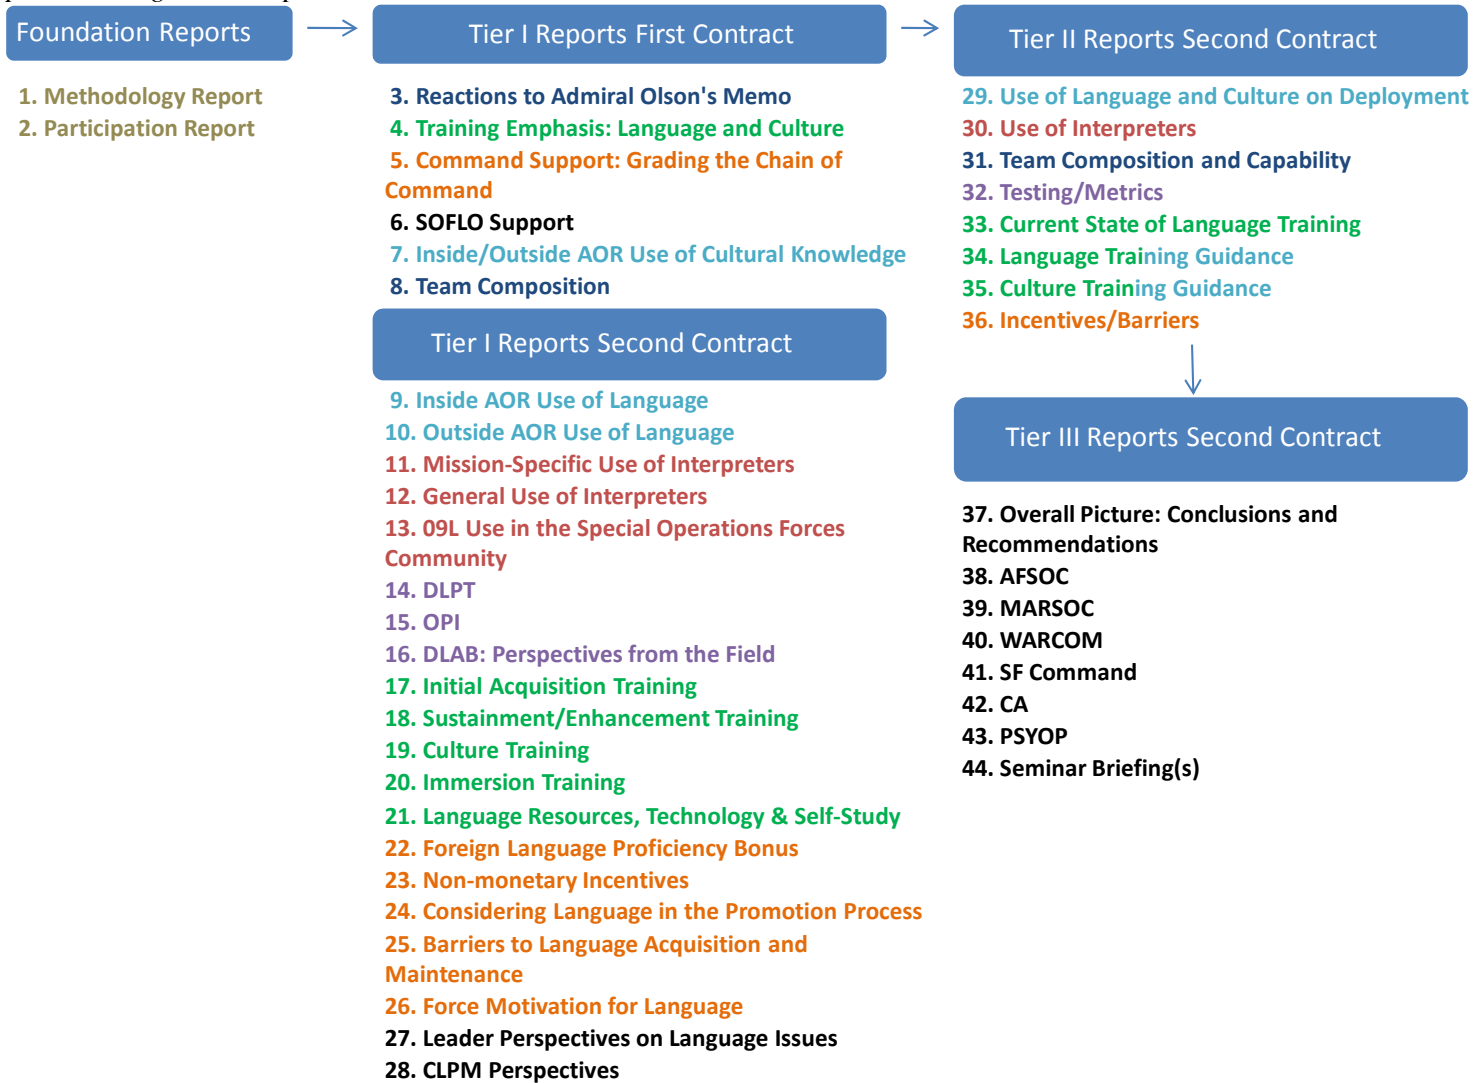 Foundation Reports
1. Methodology Report
2. Participation Report
Tier I Reports First Contract
3. Reactions to Admiral Olson's Memo
4. Training Emphasis: Language and Culture
5. Command Support: Grading the Chain of
Command
6. SOFLO Support
7. Inside/Outside AOR Use of Cultural Knowledge
8. Team Composition
Tier I Reports Second Contract
9. Inside AOR Use of Language
10. Outside AOR Use of Language
11. Mission-Specific Use of Interpreters
12. General Use of Interpreters
13. 09L Use in the Special Operations Forces
Community
14. DLPT
15. OPI
16. DLAB: Perspectives from the Field
17. Initial Acquisition Training
18. Sustainment/Enhancement Training
19. Culture Training
20. Immersion Training
21. Language Resources, Technology & Self-Study
22. Foreign Language Proficiency Bonus
23. Non-monetary Incentives
24. Considering Language in the Promotion Process
25. Barriers to Language Acquisition and
Maintenance
26. Force Motivation for Language
27. Leader Perspectives on Language Issues
28. CLPM Perspectives
Tier II Reports Second Contract
29. Use of Language and Culture on Deployment
30. Use of Interpreters
31. Team Composition and Capability
32. Testing/Metrics
33. Current State of Language Training
34. Language Training Guidance
35. Culture Training Guidance
36. Incentives/Barriers
Tier III Reports Second Contract
37. Overall Picture: Conclusions and
Recommendations
38. AFSOC
39. MARSOC
40. WARCOM
41. SF Command
42. CA
43. PSYOP
44. Seminar Briefing(s)